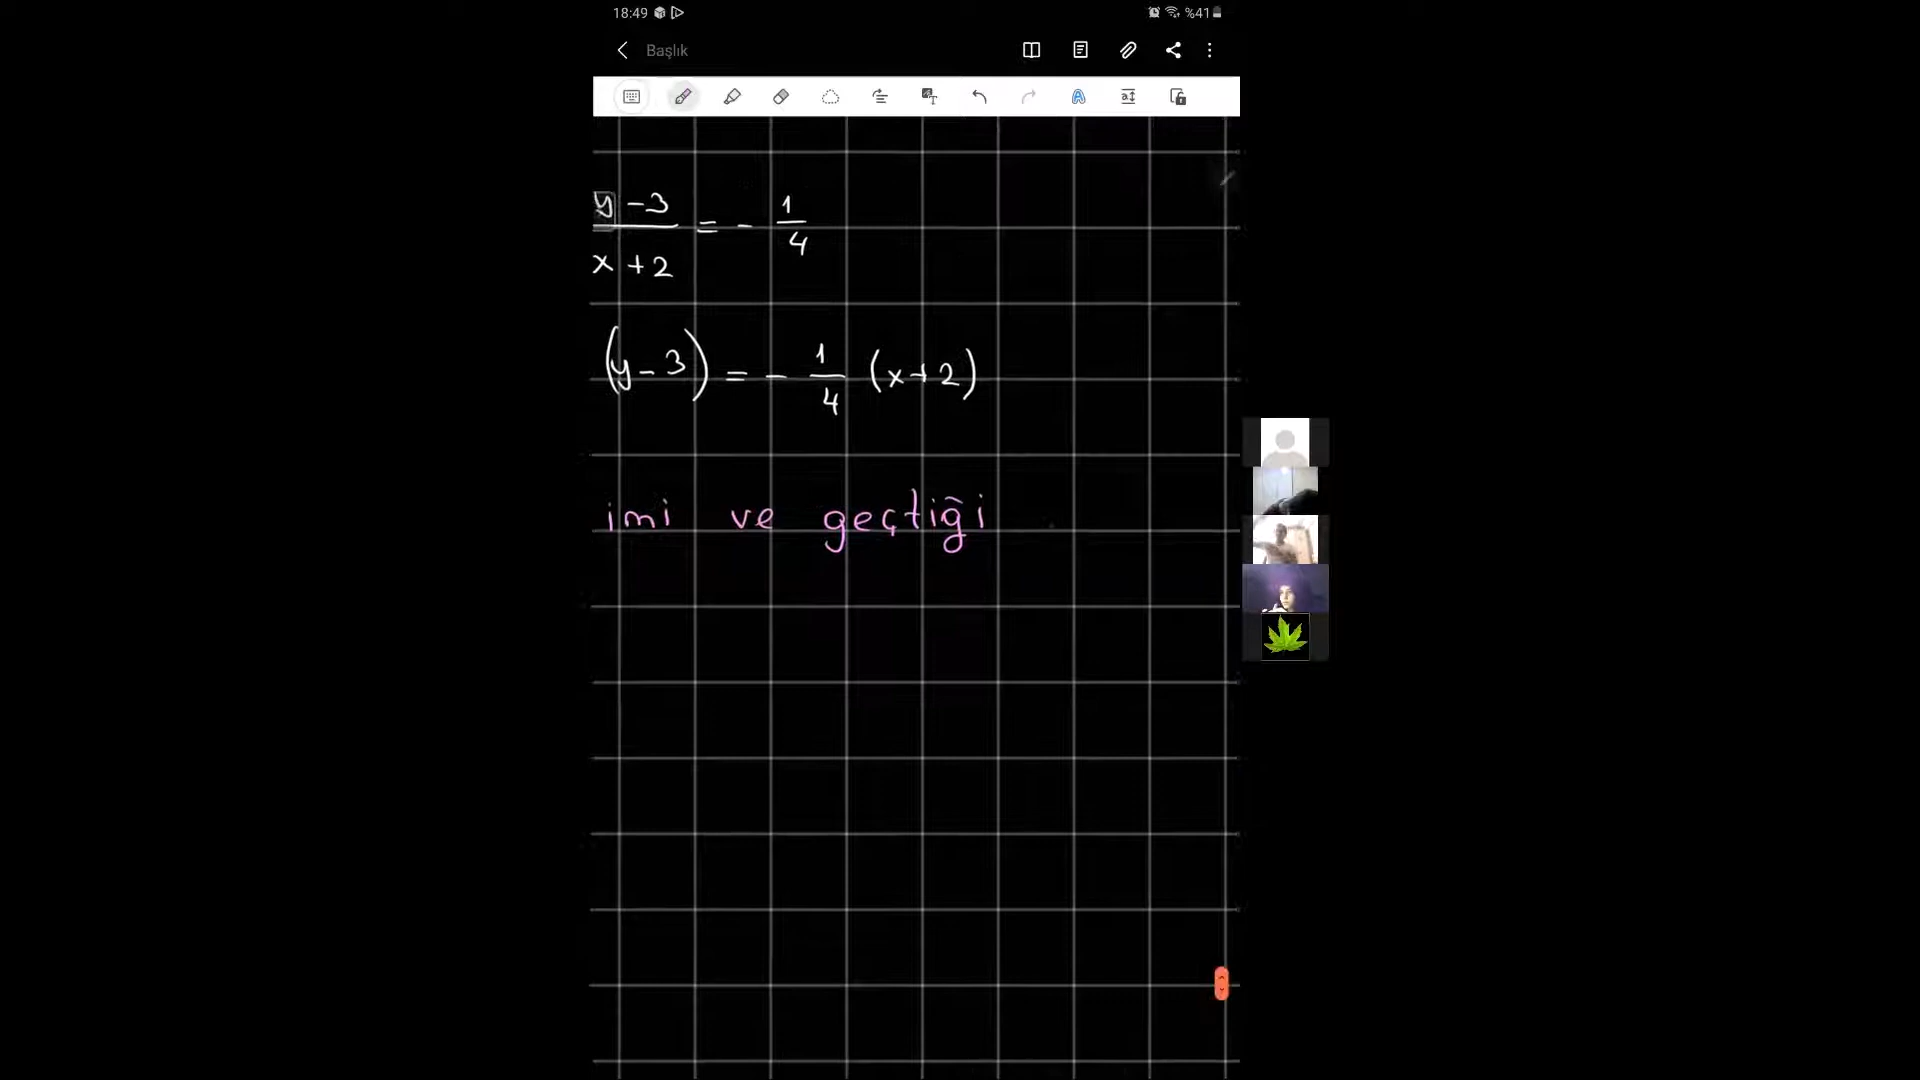 18:49 %41
Başlık
y-3
x+2
= - 1/4
(y-3) = - 1/4 (x+2)
imi ve geçtiği